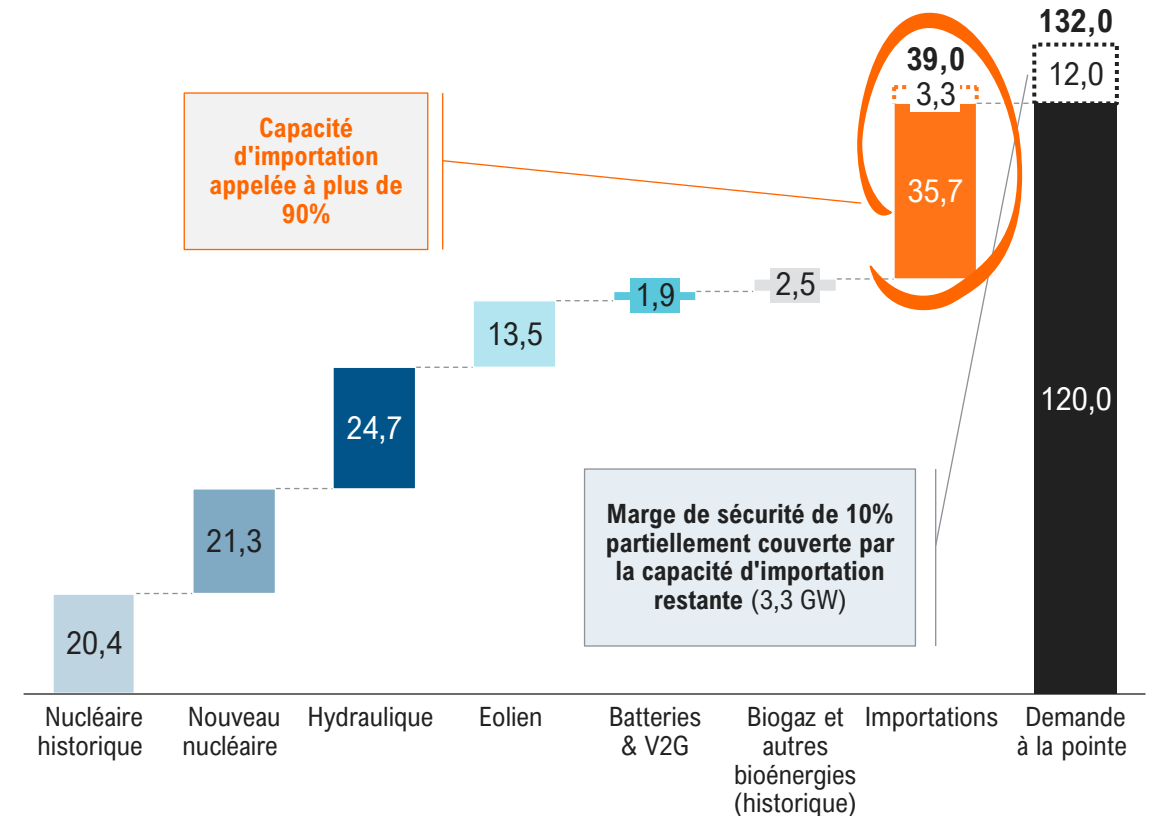 132,0
39,0
12,0
3,3
Capacité
d'importation
appelée à plus de
90%
35,7
1,9
2,5
13,5
120,0
24,7
Marge de sécurité de 10%
partiellement couverte par
la capacité d'importation
restante (3,3 GW)
21,3
20,4
Nucléaire
historique
Nouveau
nucléaire
Hydraulique
Eolien
Batteries
& V2G
Biogaz et
autres
bioénergies
(historique)
Importations
Demande
à la pointe